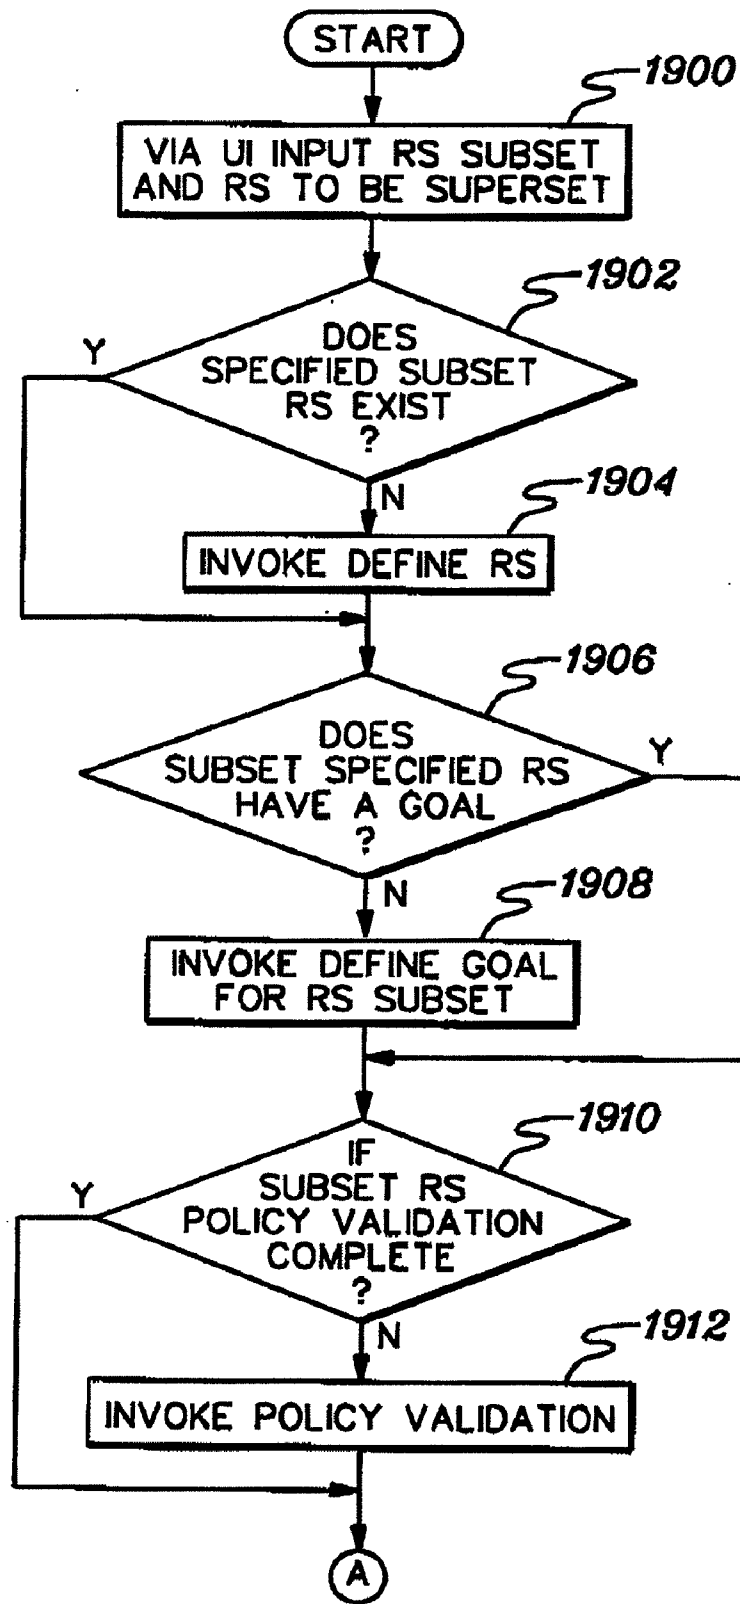 START
1900
VIA UI INPUT RS SUBSET
AND RS TO BE SUPERSET
1902
DOES
SPECIFIED SUBSET
RS EXIST
?
Y
N
1904
INVOKE DEFINE RS
1906
DOES
SUBSET SPECIFIED RS
HAVE A GOAL
?
Y
N
1908
INVOKE DEFINE GOAL
FOR RS SUBSET
1910
IF
SUBSET RS
POLICY VALIDATION
COMPLETE
?
Y
N
1912
INVOKE POLICY VALIDATION
A